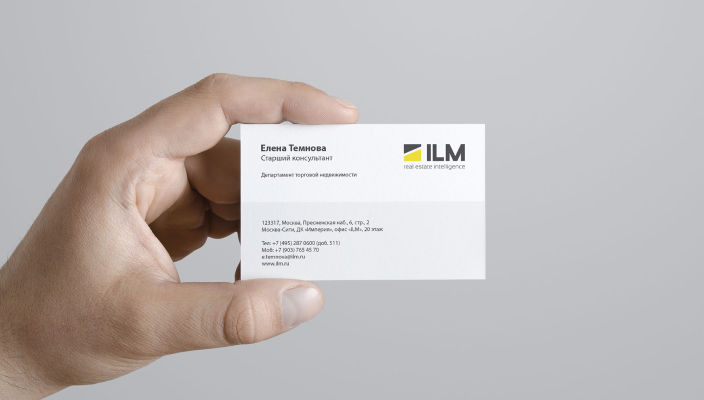 Елена Темнова
Старший консультант
Департамент торговой недвижимости
ILM
real estate intelligence
123317, Москва, Пресненская наб., 6, стр., 2
Москва-Сити, ДК «Империя», офис «ILM», 20 этаж
Тел: +7 (495) 287 0600 (доб. 511)
Моб: +7 (903) 765 45 70
e.temnova@ilm.ru
www.ilm.ru